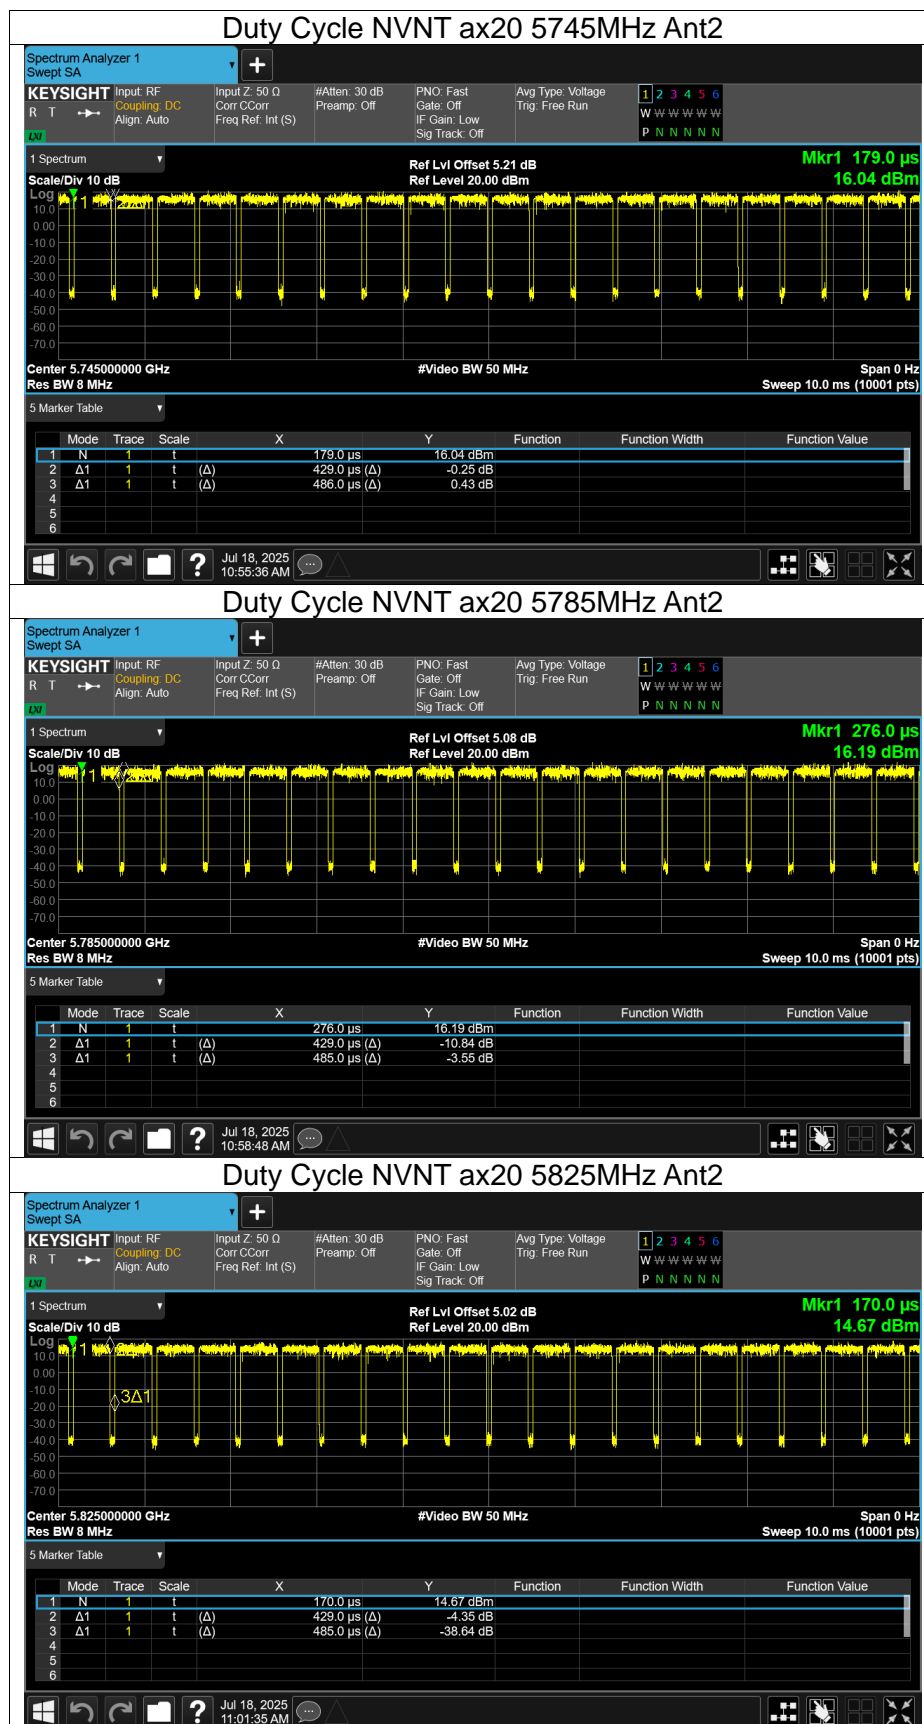 Duty Cycle NVNT ax20 5745MHz Ant2
Spectrum Analyzer 1
Swept SA
+
KEYSIGHT Input: RF Input Z: 50 Ω #Atten: 30 dB PNO: Fast Avg Type: Voltage 1 2 3 4 5 6
R T Coupling: DC Corr CCorr Preamp: Off Gate: Off Trig: Free Run W W W W W W
Align: Auto Freq Ref: Int (S) IF Gain: Low
LXI Sig Track: Off P N N N N N
1 Spectrum Ref Lvl Offset 5.21 dB Mkr1 179.0 µs
Scale/Div 10 dB Ref Level 20.00 dBm 16.04 dBm
Log 1 2Δ1
10.0
0.00
-10.0
-20.0
-30.0
-40.0
-50.0
-60.0
-70.0
Center 5.745000000 GHz #Video BW 50 MHz Span 0 Hz
Res BW 8 MHz Sweep 10.0 ms (10001 pts)
5 Marker Table
Mode Trace Scale X Y Function Function Width Function Value
1 N 1 t 179.0 µs 16.04 dBm
2 Δ1 1 t (Δ) 429.0 µs (Δ) -0.25 dB
3 Δ1 1 t (Δ) 486.0 µs (Δ) 0.43 dB
4
5
6
? Jul 18, 2025
10:55:36 AM
Duty Cycle NVNT ax20 5785MHz Ant2
Spectrum Analyzer 1
Swept SA
+
KEYSIGHT Input: RF Input Z: 50 Ω #Atten: 30 dB PNO: Fast Avg Type: Voltage 1 2 3 4 5 6
R T Coupling: DC Corr CCorr Preamp: Off Gate: Off Trig: Free Run W W W W W W
Align: Auto Freq Ref: Int (S) IF Gain: Low
LXI Sig Track: Off P N N N N N
1 Spectrum Ref Lvl Offset 5.08 dB Mkr1 276.0 µs
Scale/Div 10 dB Ref Level 20.00 dBm 16.19 dBm
Log 1
10.0
0.00
-10.0
-20.0
-30.0
-40.0
-50.0
-60.0
-70.0
Center 5.785000000 GHz #Video BW 50 MHz Span 0 Hz
Res BW 8 MHz Sweep 10.0 ms (10001 pts)
5 Marker Table
Mode Trace Scale X Y Function Function Width Function Value
1 N 1 t 276.0 µs 16.19 dBm
2 Δ1 1 t (Δ) 429.0 µs (Δ) -10.84 dB
3 Δ1 1 t (Δ) 485.0 µs (Δ) -3.55 dB
4
5
6
? Jul 18, 2025
10:58:48 AM
Duty Cycle NVNT ax20 5825MHz Ant2
Spectrum Analyzer 1
Swept SA
+
KEYSIGHT Input: RF Input Z: 50 Ω #Atten: 30 dB PNO: Fast Avg Type: Voltage 1 2 3 4 5 6
R T Coupling: DC Corr CCorr Preamp: Off Gate: Off Trig: Free Run W W W W W W
Align: Auto Freq Ref: Int (S) IF Gain: Low
LXI Sig Track: Off P N N N N N
1 Spectrum Ref Lvl Offset 5.02 dB Mkr1 170.0 µs
Scale/Div 10 dB Ref Level 20.00 dBm 14.67 dBm
Log 1
10.0
0.00
-10.0
3Δ1
-20.0
-30.0
-40.0
-50.0
-60.0
-70.0
Center 5.825000000 GHz #Video BW 50 MHz Span 0 Hz
Res BW 8 MHz Sweep 10.0 ms (10001 pts)
5 Marker Table
Mode Trace Scale X Y Function Function Width Function Value
1 N 1 t 170.0 µs 14.67 dBm
2 Δ1 1 t (Δ) 429.0 µs (Δ) -4.35 dB
3 Δ1 1 t (Δ) 485.0 µs (Δ) -38.64 dB
4
5
6
? Jul 18, 2025
11:01:35 AM